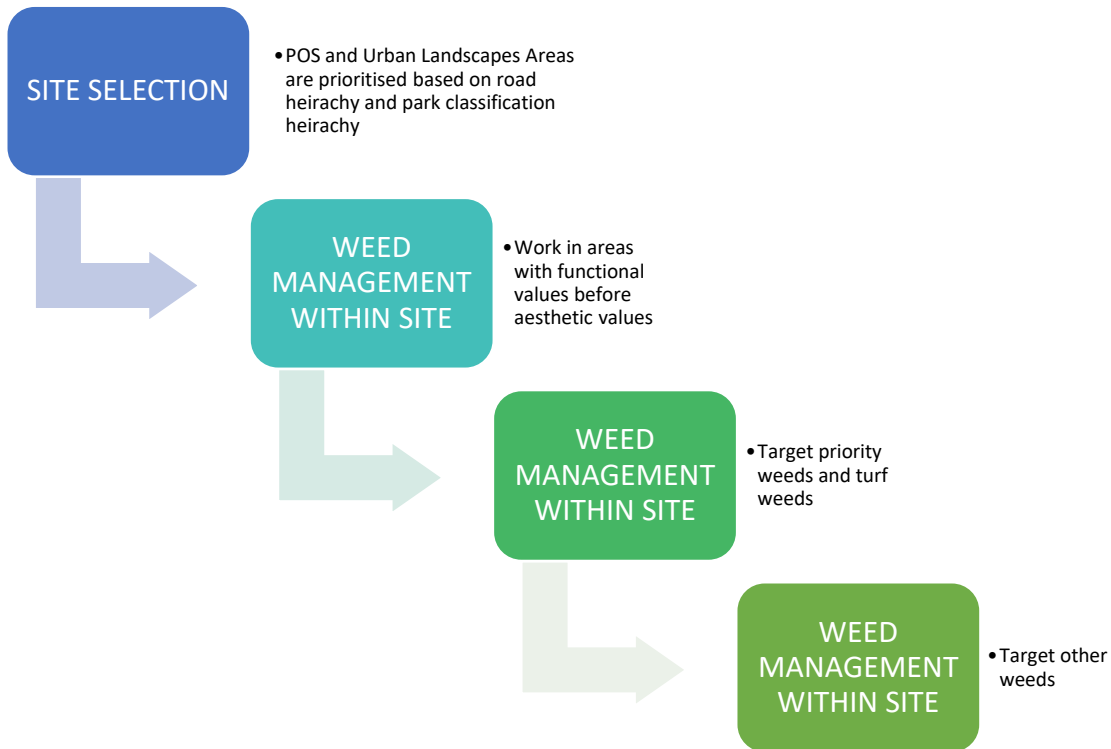 SITE SELECTION
•POS and Urban Landscapes Areas
are prioritised based on road
heirachy and park classification
heirachy
WEED
MANAGEMENT
WITHIN SITE
•Work in areas
with functional
values before
aesthetic values
WEED
MANAGEMENT
WITHIN SITE
•Target priority
weeds and turf
weeds
WEED
MANAGEMENT
WITHIN SITE
•Target other
weeds